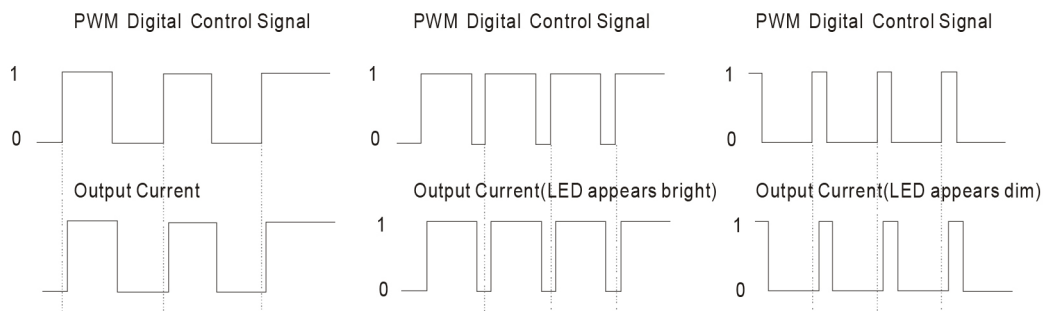 PWM Digital Control Signal
1
0
Output Current
PWM Digital Control Signal
1
0
Output Current(LED appears bright)
1
0
PWM Digital Control Signal
1
0
Output Current(LED appears dim)
1
0